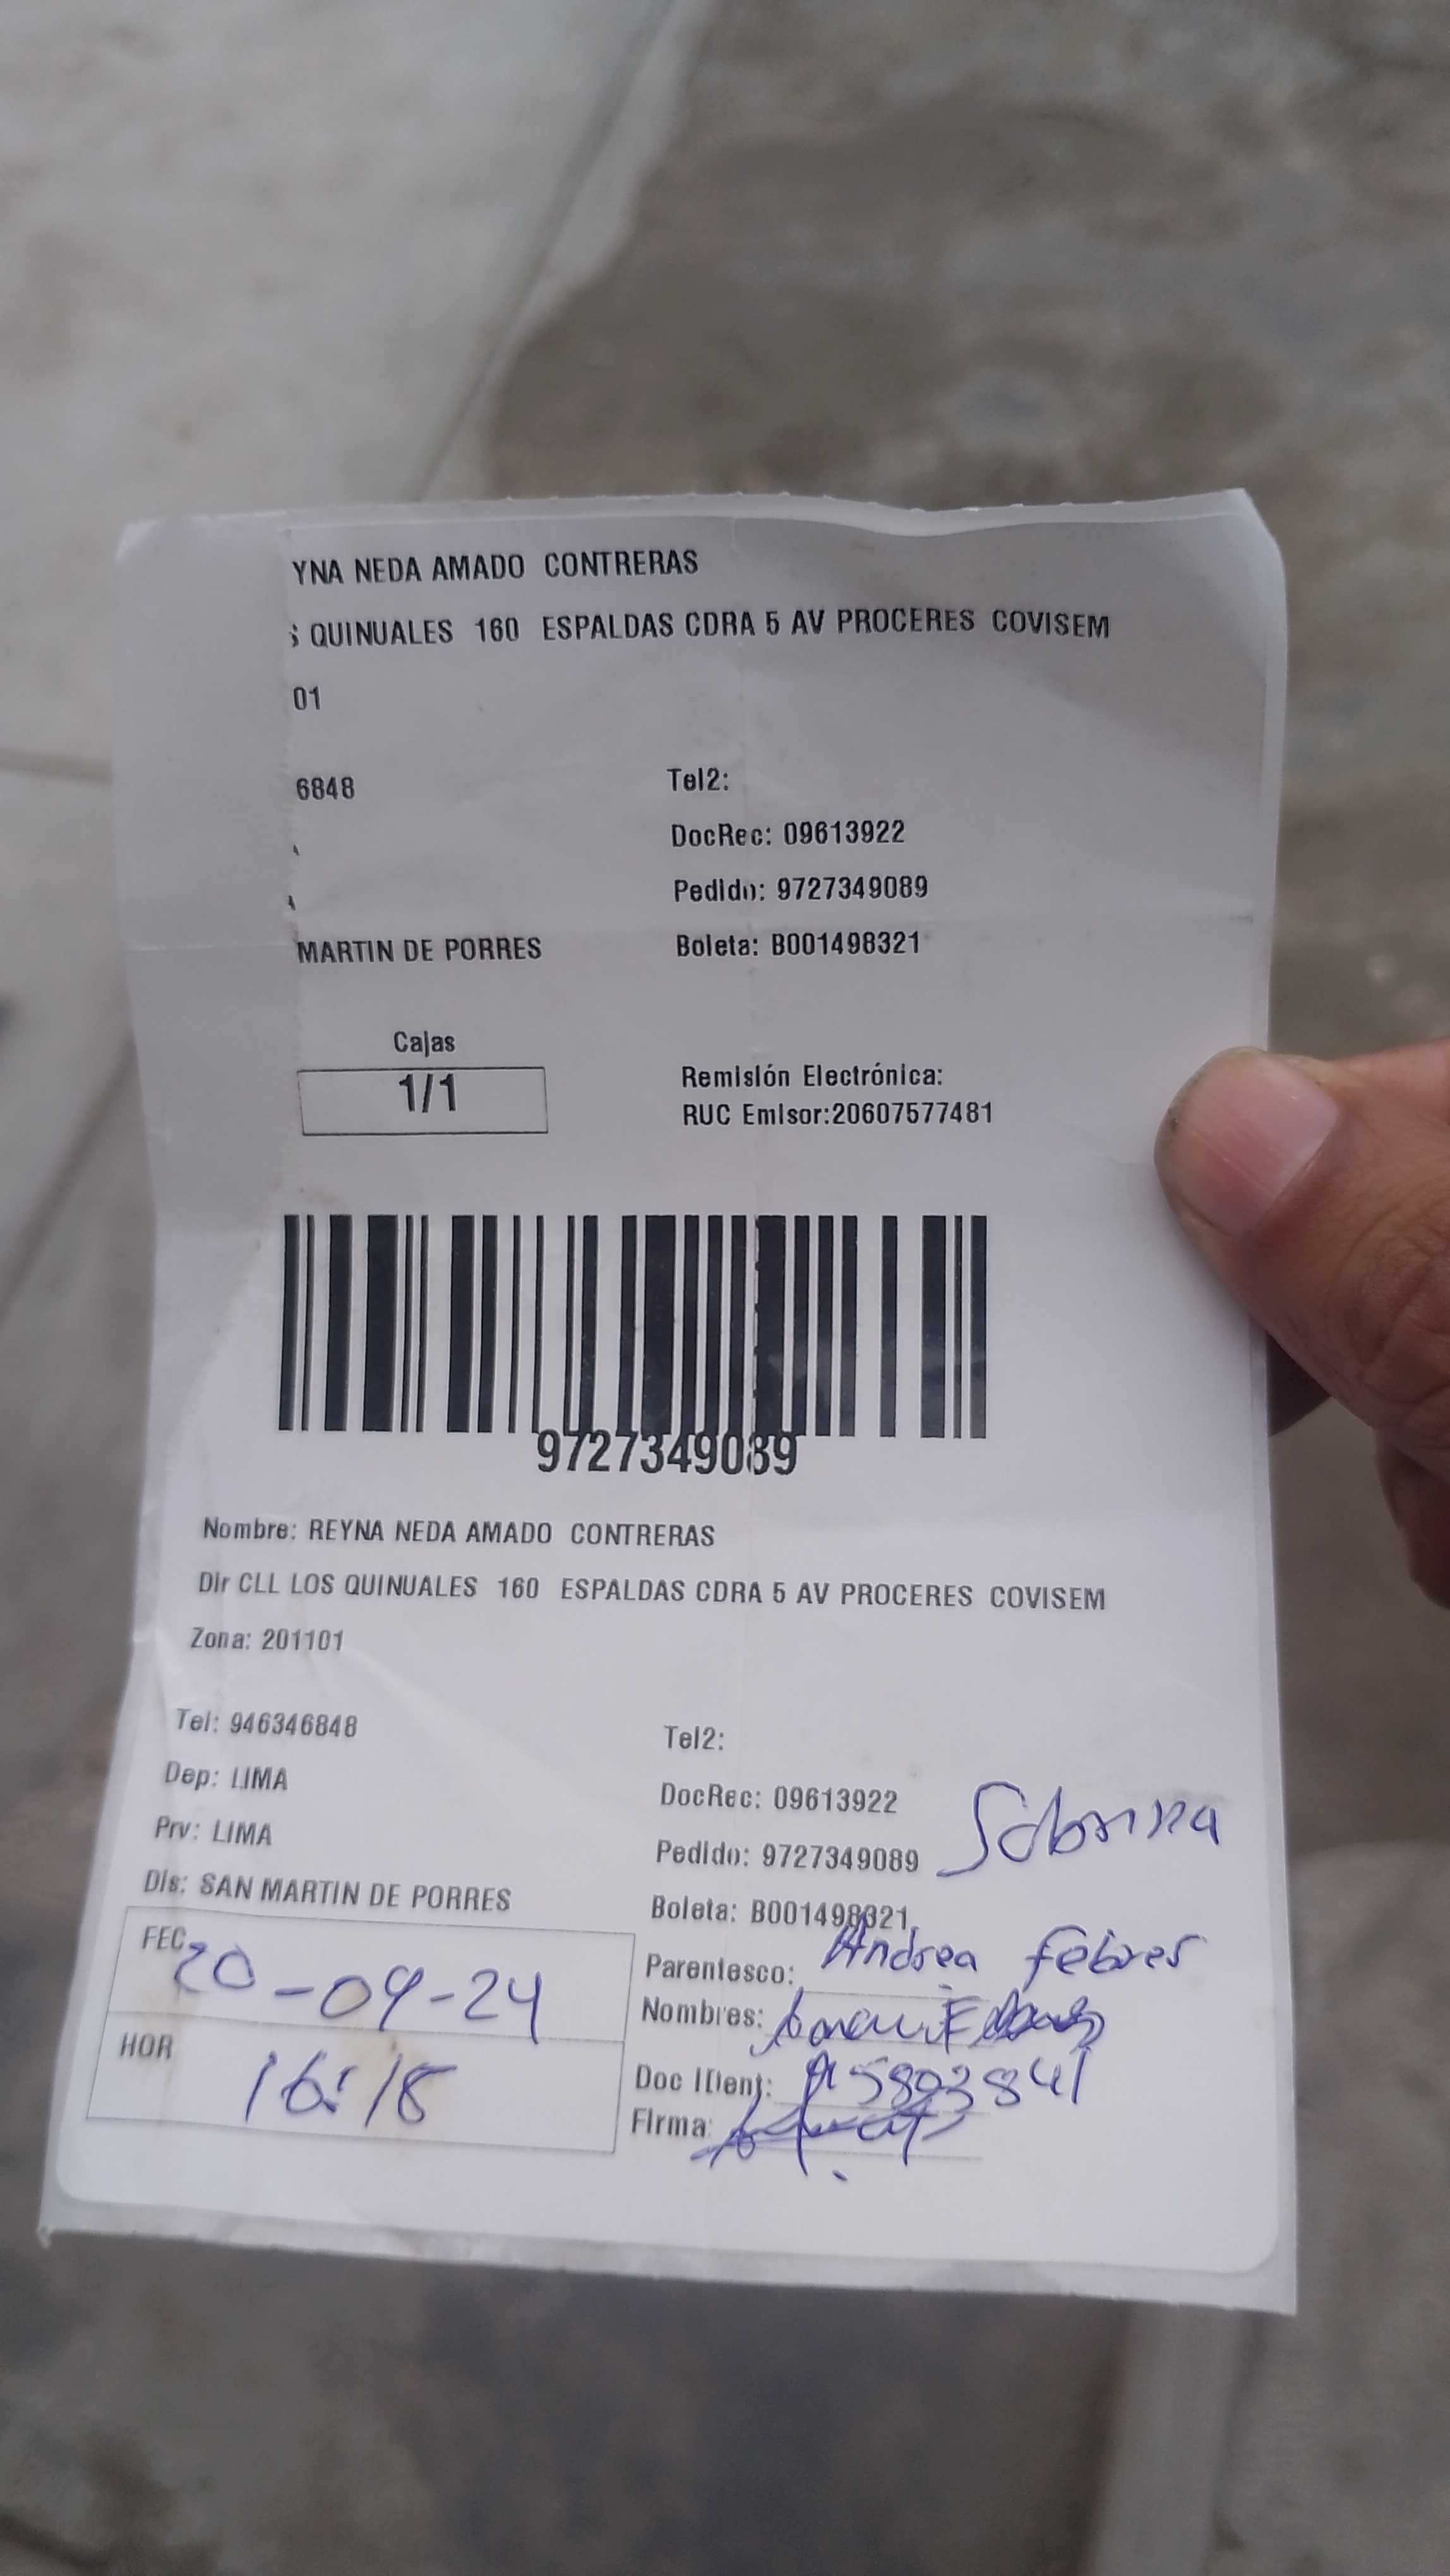 YNA NEDA AMADO CONTRERAS
S QUINUALES 160 ESPALDAS CDRA 5 AV PROCERES COVISEM
01
6848
Tel2:
DocRec: 09613922
Pedido: 9727349089
MARTIN DE PORRES
Boleta: B001498321
Cajas
1/1
Remisión Electrónica:
RUC Emisor:20607577481
9727349089
Nombre: REYNA NEDA AMADO CONTRERAS
Dir CLL LOS QUINUALES 160 ESPALDAS CDRA 5 AV PROCERES COVISEM
Zona: 201101
Tel: 946346848
Tel2:
Dep: LIMA
DocRec: 09613922
Sobrina
Prv: LIMA
Pedido: 9727349089
Dis: SAN MARTIN DE PORRES
Boleta: B001498321
FEC 20-09-24
Parentesco: Andrea Febres
Nombres:
HOR 16:18
Doc Ident:
Firma: